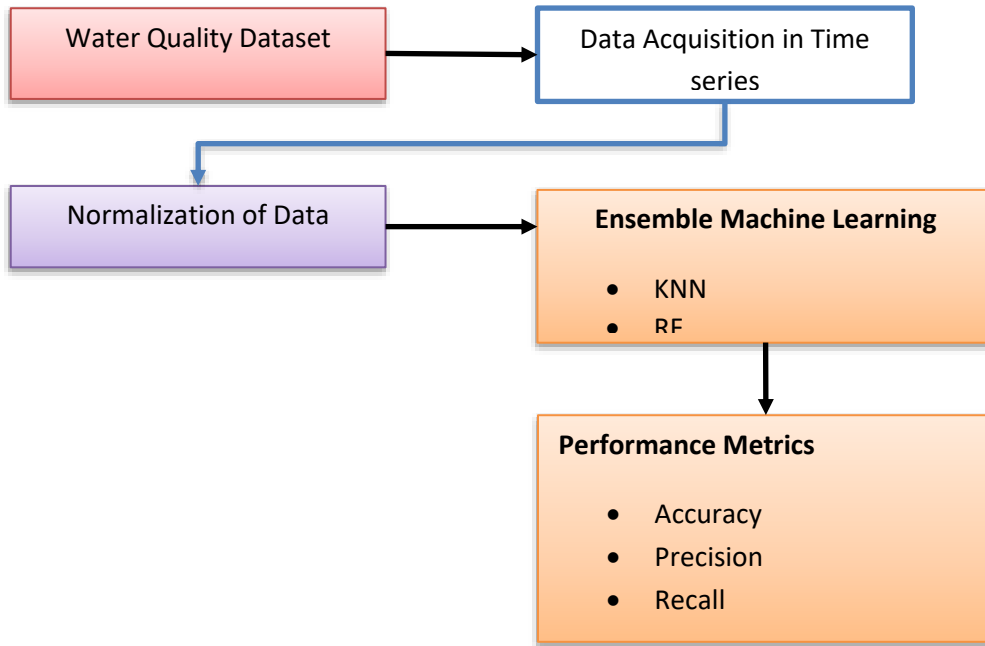 Water Quality Dataset
Data Acquisition in Time
series
Normalization of Data
Ensemble Machine Learning
• KNN
• RF
Performance Metrics
• Accuracy
• Precision
• Recall